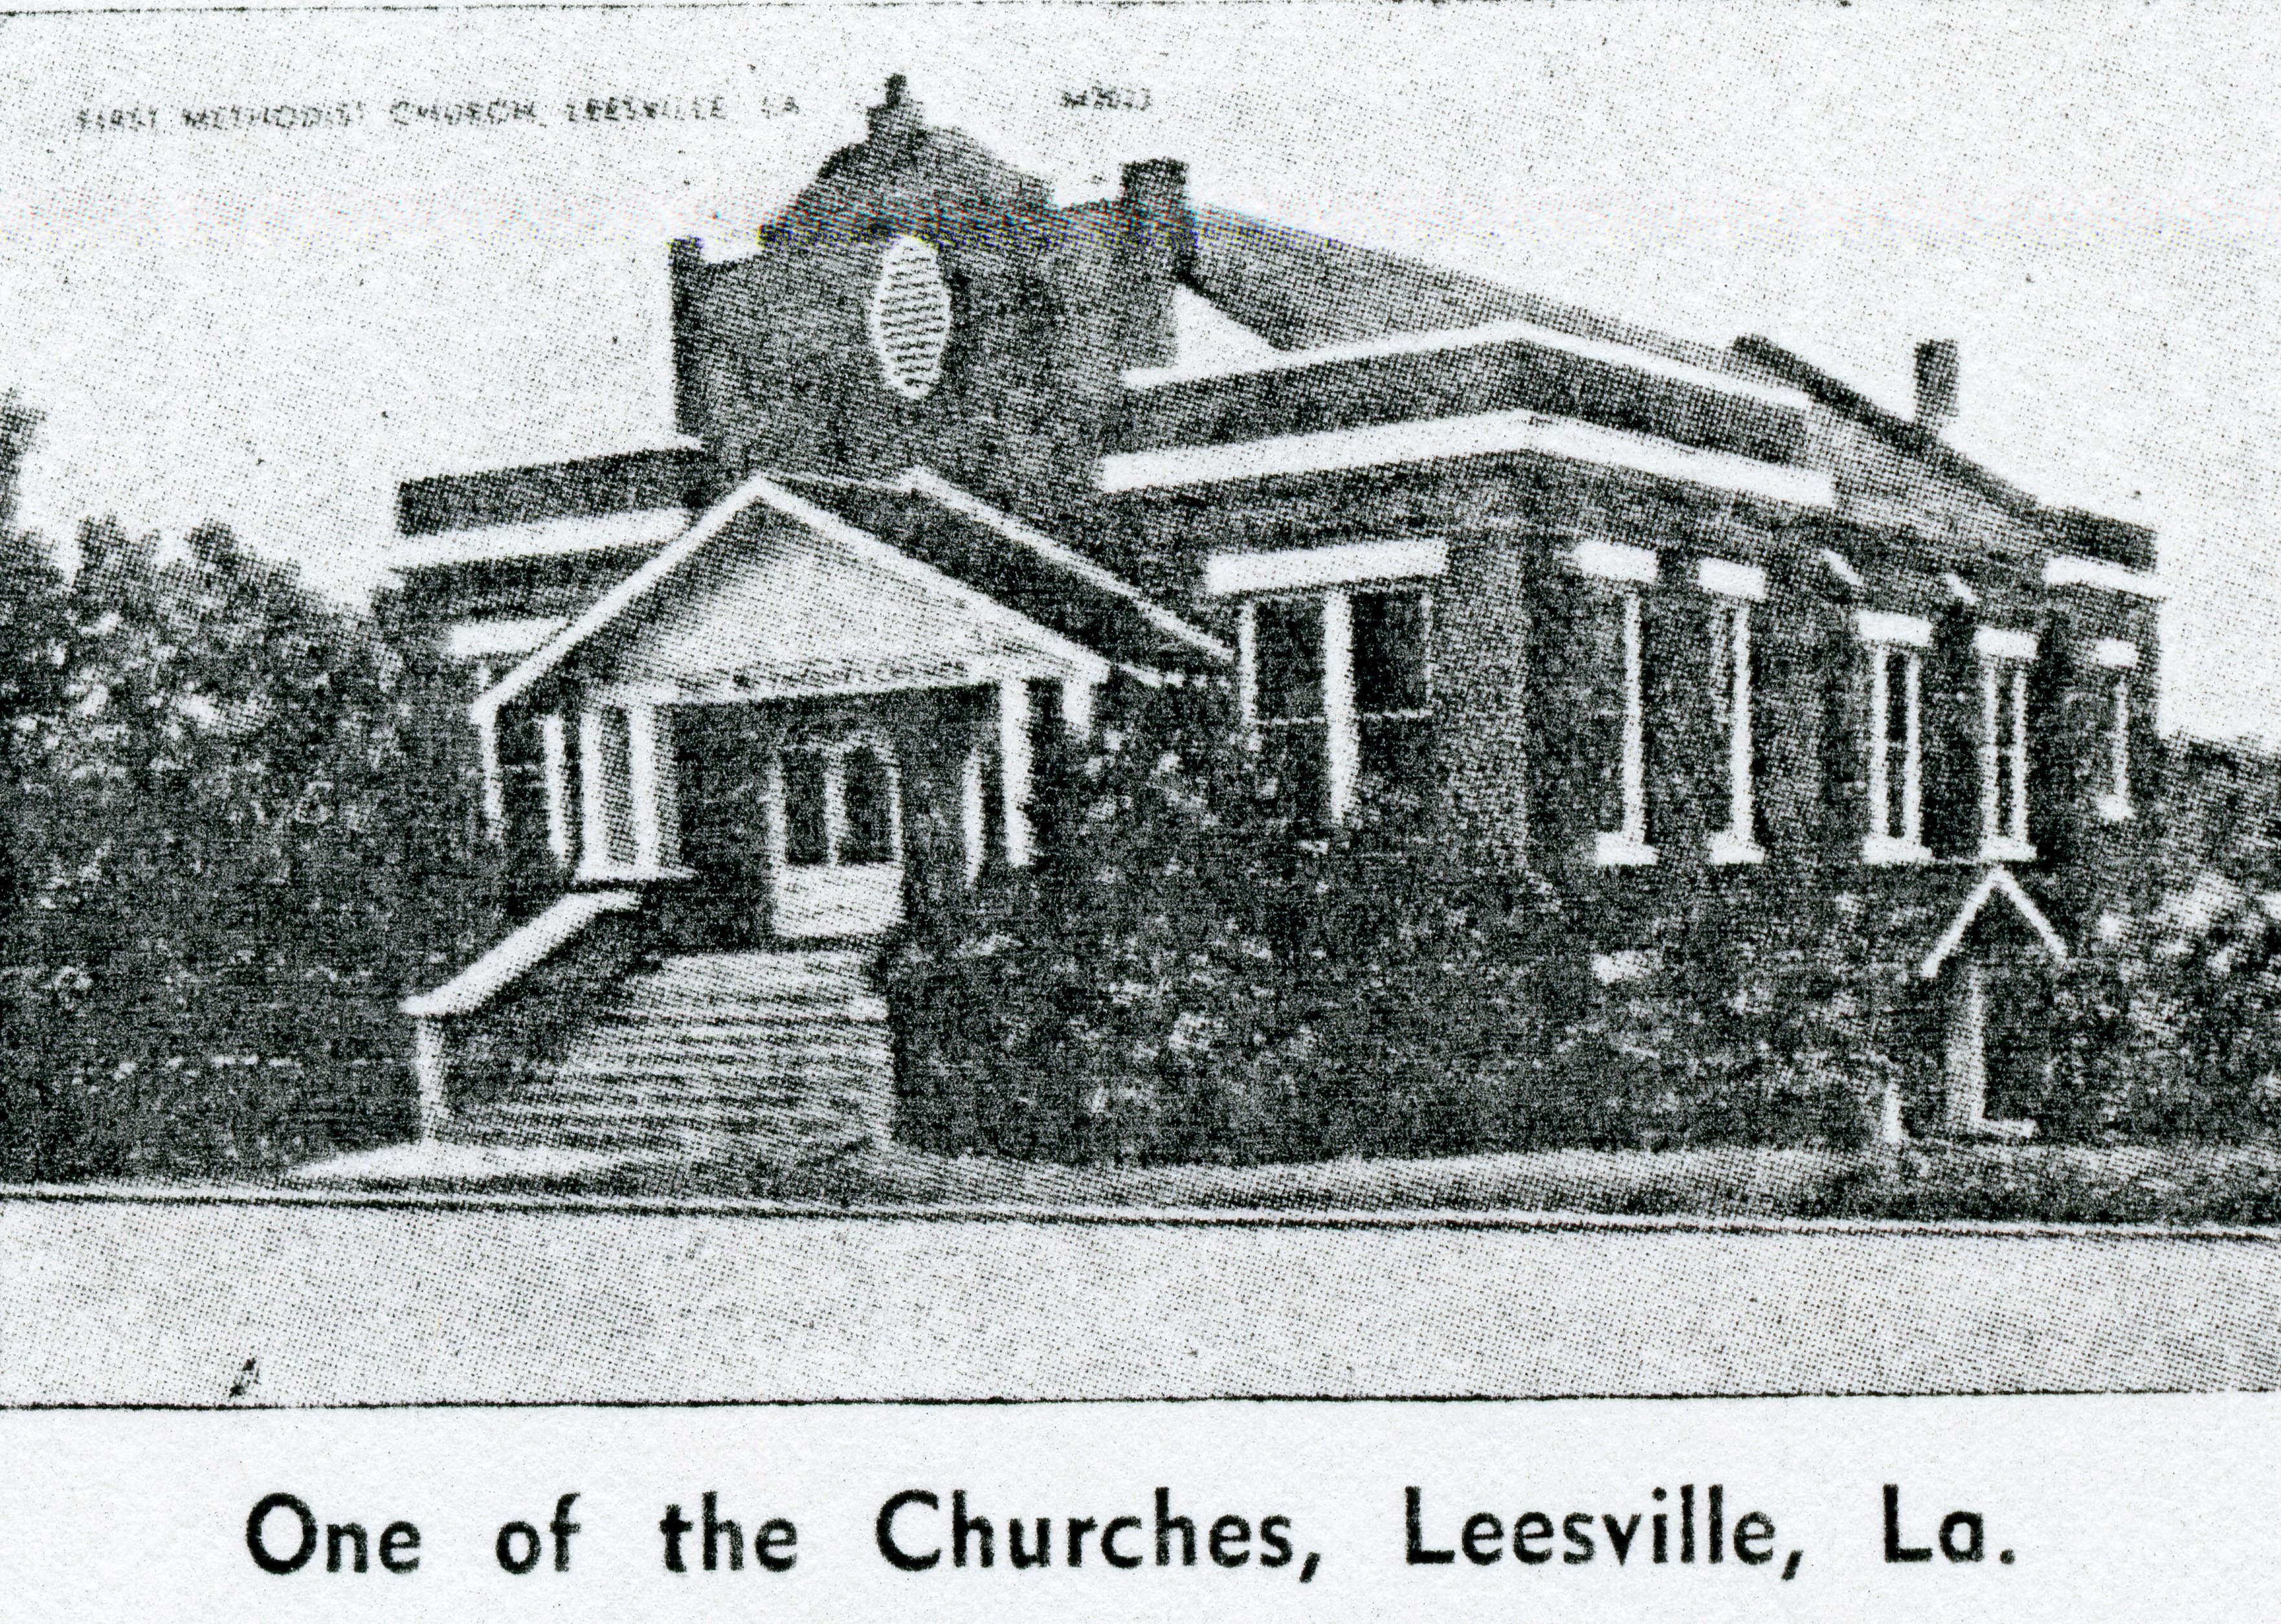 FIRST METHODIST CHURCH, LEESVILLE LA
One of the Churches, Leesville, La.